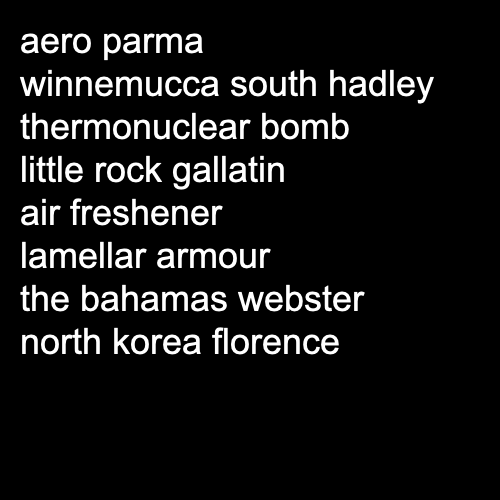 aero parma
winnemucca south hadley
thermonuclear bomb
little rock gallatin
air freshener
lamellar armour
the bahamas webster
north korea florence